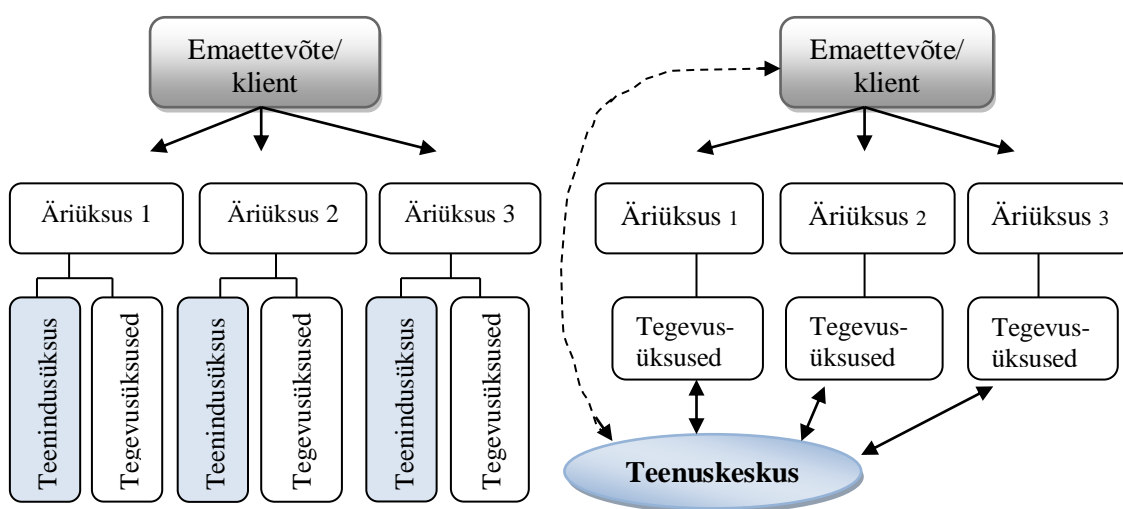 Emaettevõte/
klient
Äriüksus 1
Äriüksus 2
Äriüksus 3
Teenindusüksus
Tegevusüksused
Teenindusüksus
Tegevusüksused
Teenindusüksus
Tegevusüksused
Emaettevõte/
klient
Äriüksus 1
Äriüksus 2
Äriüksus 3
Tegevus-
üksused
Tegevus-
üksused
Tegevus-
üksused
Teenuskeskus